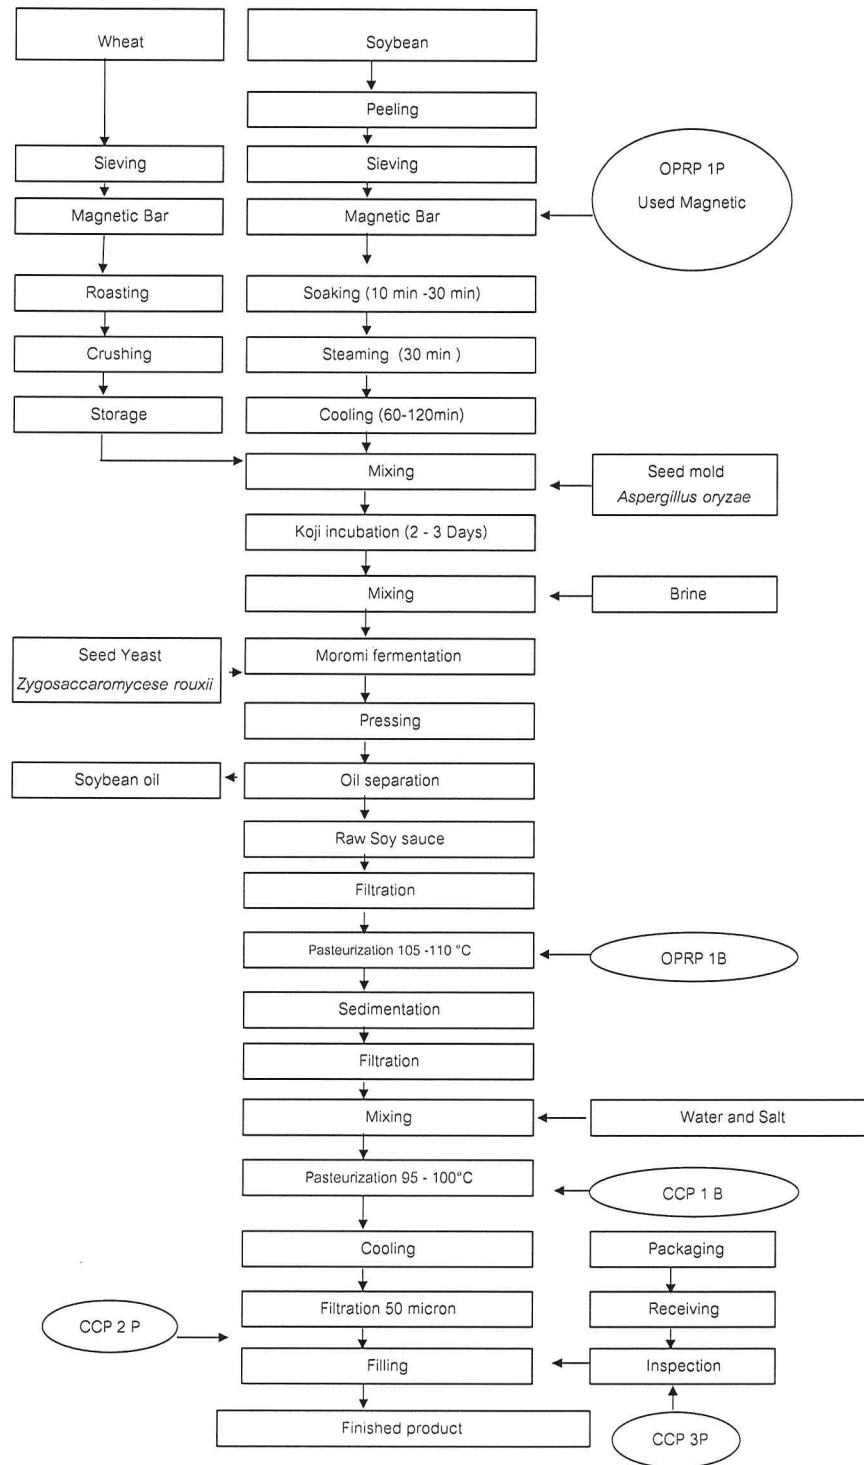 Wheat
Soybean
Peeling
Sieving
Sieving
OPRP 1P
Used Magnetic
Magnetic Bar
Magnetic Bar
Roasting
Soaking (10 min -30 min)
Crushing
Steaming (30 min )
Storage
Cooling (60-120min)
Mixing
Seed mold
Aspergillus oryzae
Koji incubation (2 - 3 Days)
Mixing
Brine
Seed Yeast
Zygosaccaromycese rouxii
Moromi fermentation
Pressing
Soybean oil
Oil separation
Raw Soy sauce
Filtration
Pasteurization 105 -110 °C
OPRP 1B
Sedimentation
Filtration
Mixing
Water and Salt
Pasteurization 95 - 100°C
CCP 1 B
Cooling
Packaging
Filtration 50 micron
Receiving
CCP 2 P
Filling
Inspection
Finished product
CCP 3P